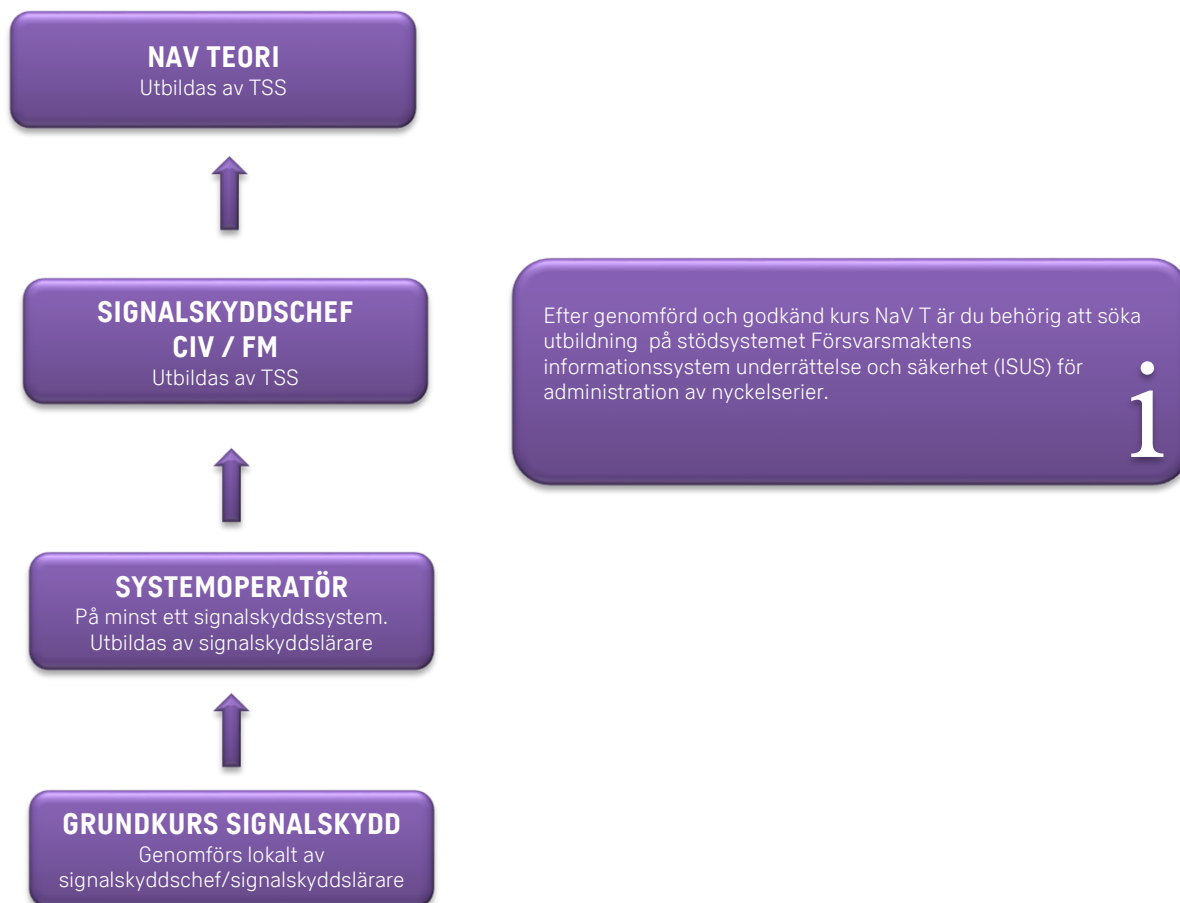 NAV TEORI
Utbildas av TSS
SIGNALSKYDDSCHEF
CIV / FM
Utbildas av TSS
Efter genomförd och godkänd kurs NaV T är du behörig att söka
utbildning  på stödsystemet Försvarsmaktens
informationssystem underrättelse och säkerhet (ISUS) för
administration av nyckelserier.
i
SYSTEMOPERATÖR
På minst ett signalskyddssystem.
Utbildas av signalskyddslärare
GRUNDKURS SIGNALSKYDD
Genomförs lokalt av
signalskyddschef/signalskyddslärare